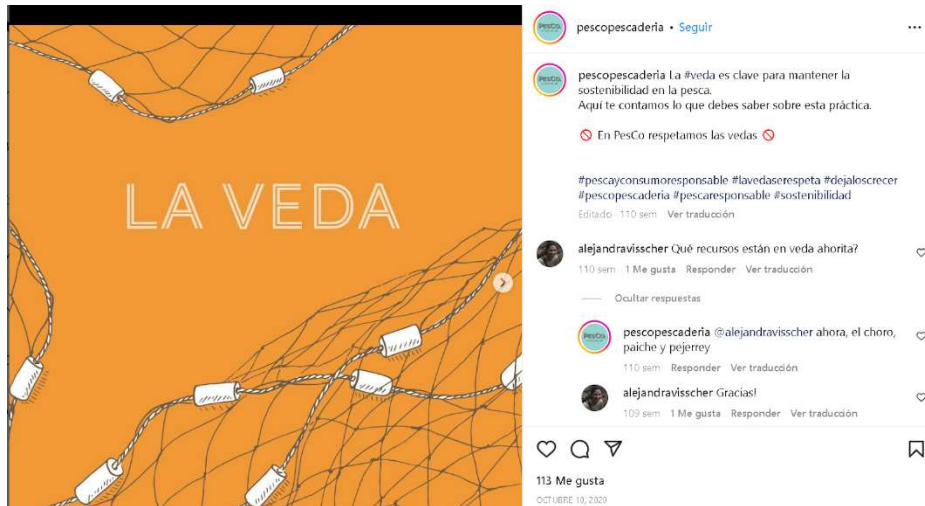 LA VEDA
PesCo.
pescopescaderia • Seguir
PesCo.
pescopescaderia La #veda es clave para mantener la
sostenibilidad en la pesca.
Aquí te contamos lo que debes saber sobre esta práctica.
🚫 En PesCo respetamos las vedas 🚫
#pescayconsumoresponsable #lavedaserespeta #dejaloscrecer
#pescopescaderia #pescaresponsable #sostenibilidad
Editado · 110 sem Ver traducción
alejandravisscher Qué recursos están en veda ahorita?
110 sem 1 Me gusta Responder Ver traducción
Ocultar respuestas
PesCo.
pescopescaderia @alejandravisscher ahora, el choro,
paiche y pejerrey
110 sem Responder Ver traducción
alejandravisscher Gracias!
109 sem 1 Me gusta Responder Ver traducción
113 Me gusta
OCTUBRE 10, 2020